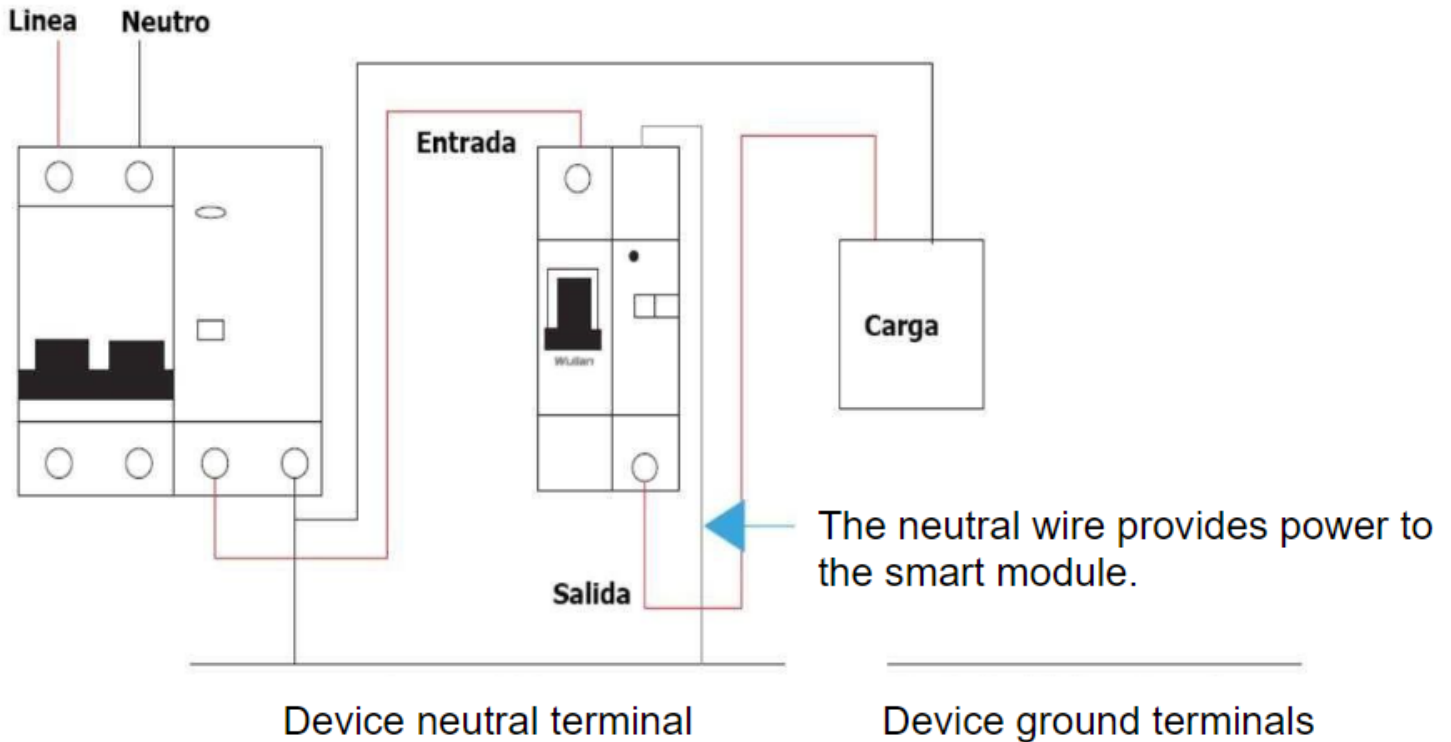 Linea Neutro
Entrada
Carga
Wulian
The neutral wire provides power to
the smart module.
Salida
Device neutral terminal
Device ground terminals